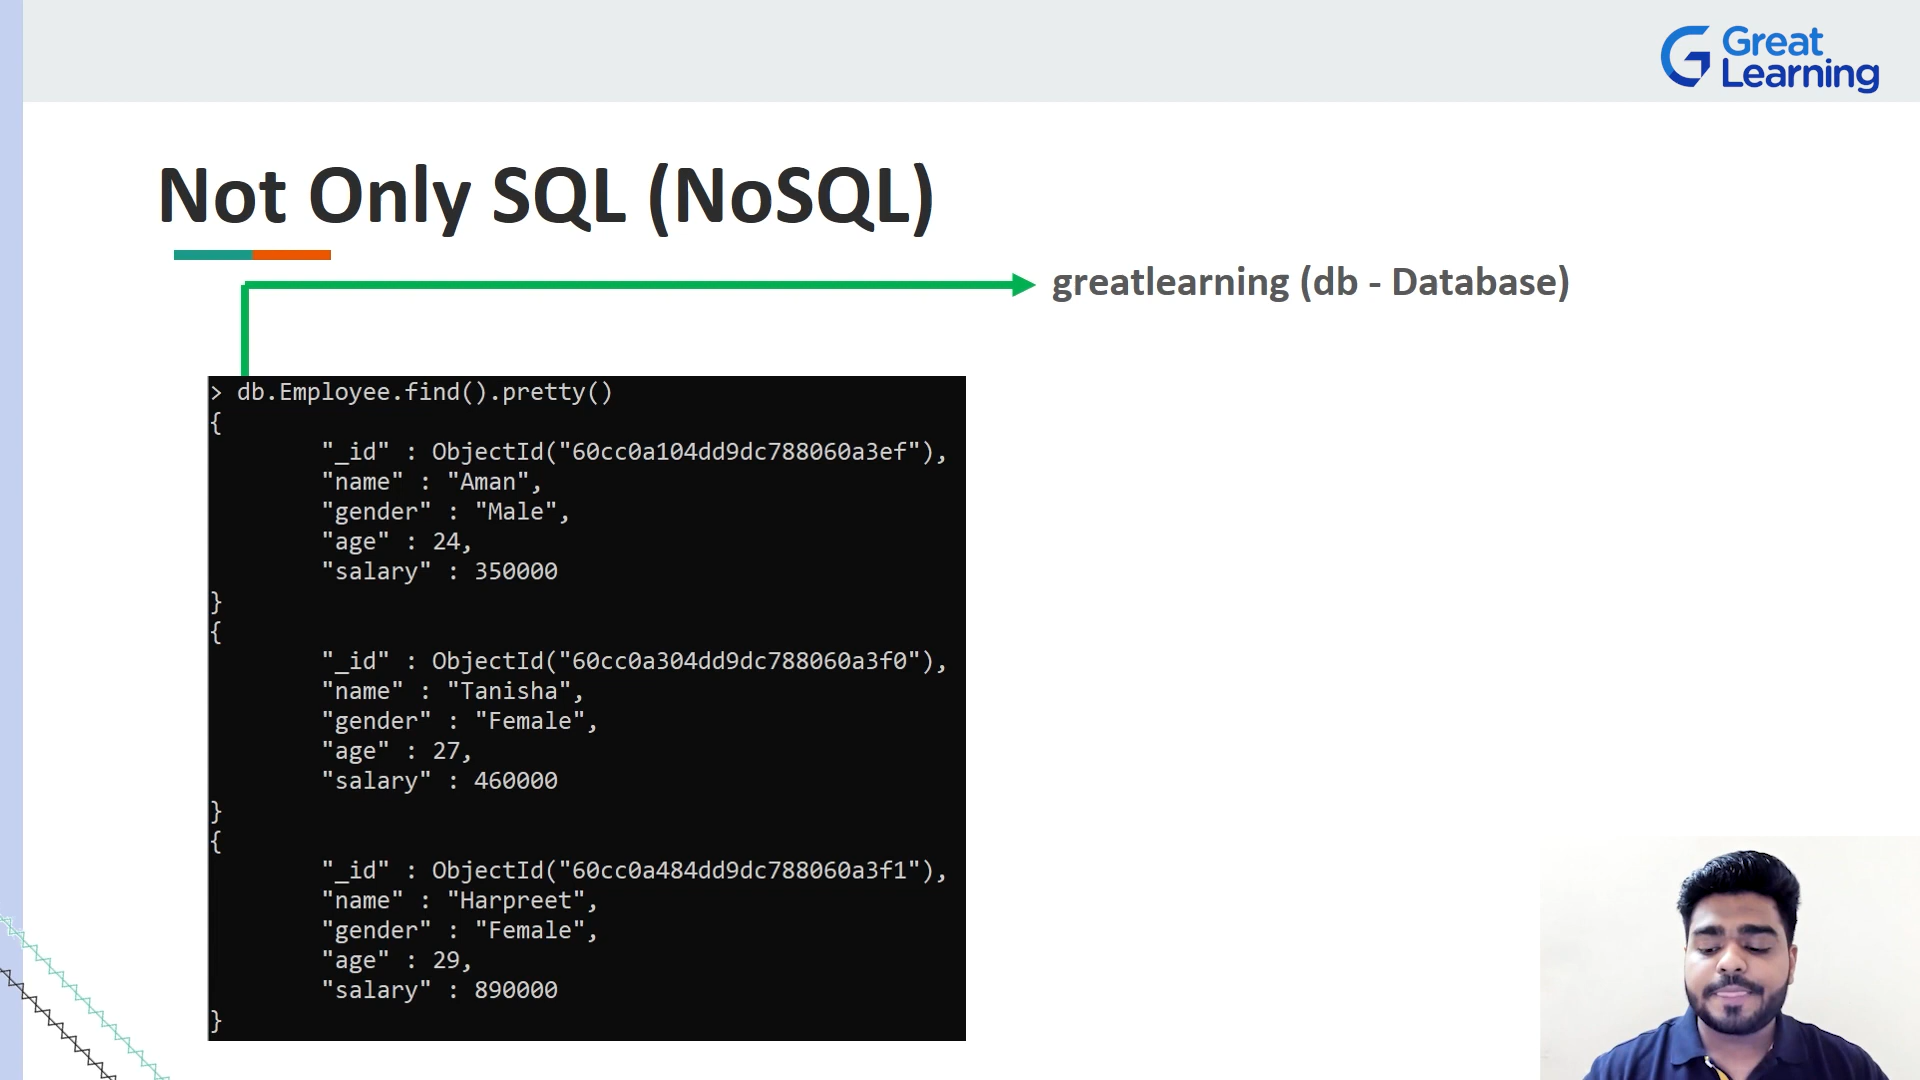 Great
Learning
Not Only SQL (NoSQL)
greatlearning (db - Database)
> db.Employee.find().pretty()
{
"_id" : ObjectId("60cc0a104dd9dc788060a3ef"),
"name" : "Aman",
"gender" : "Male",
"age" : 24,
"salary" : 350000
}
{
"_id" : ObjectId("60cc0a304dd9dc788060a3f0"),
"name" : "Tanisha",
"gender" : "Female",
"age" : 27,
"salary" : 460000
}
{
"_id" : ObjectId("60cc0a484dd9dc788060a3f1"),
"name" : "Harpreet",
"gender" : "Female",
"age" : 29,
"salary" : 890000
}